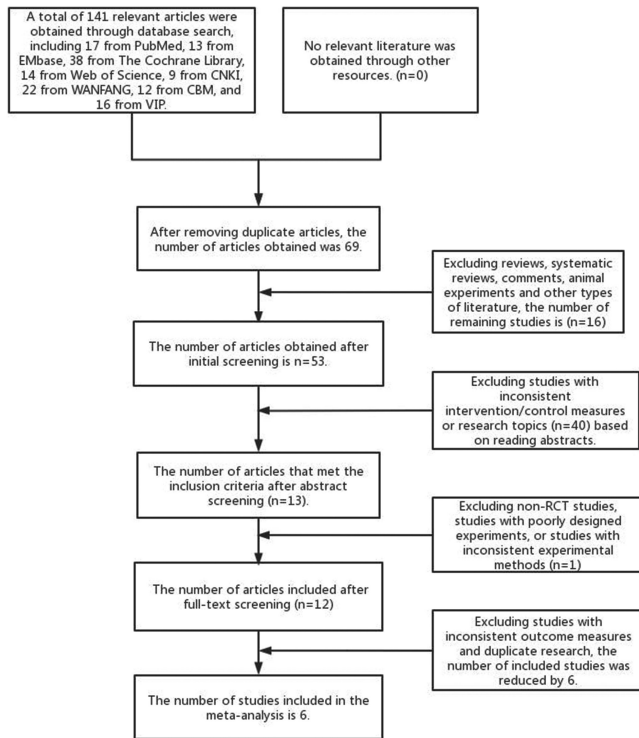 A total of 141 relevant articles were
obtained through database search,
including 17 from PubMed, 13 from
EMbase, 38 from The Cochrane Library,
14 from Web of Science, 9 from CNKI,
22 from WANFANG, 12 from CBM, and
16 from VIP.
No relevant literature was
obtained through other
resources. (n=0)
After removing duplicate articles, the
number of articles obtained was 69.
Excluding reviews, systematic
reviews, comments, animal
experiments and other types
of literature, the number of
remaining studies is (n=16)
The number of articles obtained after
initial screening is n=53.
Excluding studies with
inconsistent
intervention/control measures
or research topics (n=40) based
on reading abstracts.
The number of articles that met the
inclusion criteria after abstract
screening (n=13).
Excluding non-RCT studies,
studies with poorly designed
experiments, or studies with
inconsistent experimental
methods (n=1)
The number of articles included after
full-text screening (n=12)
Excluding studies with
inconsistent outcome measures
and duplicate research, the
number of included studies was
reduced by 6.
The number of studies included in the
meta-analysis is 6.